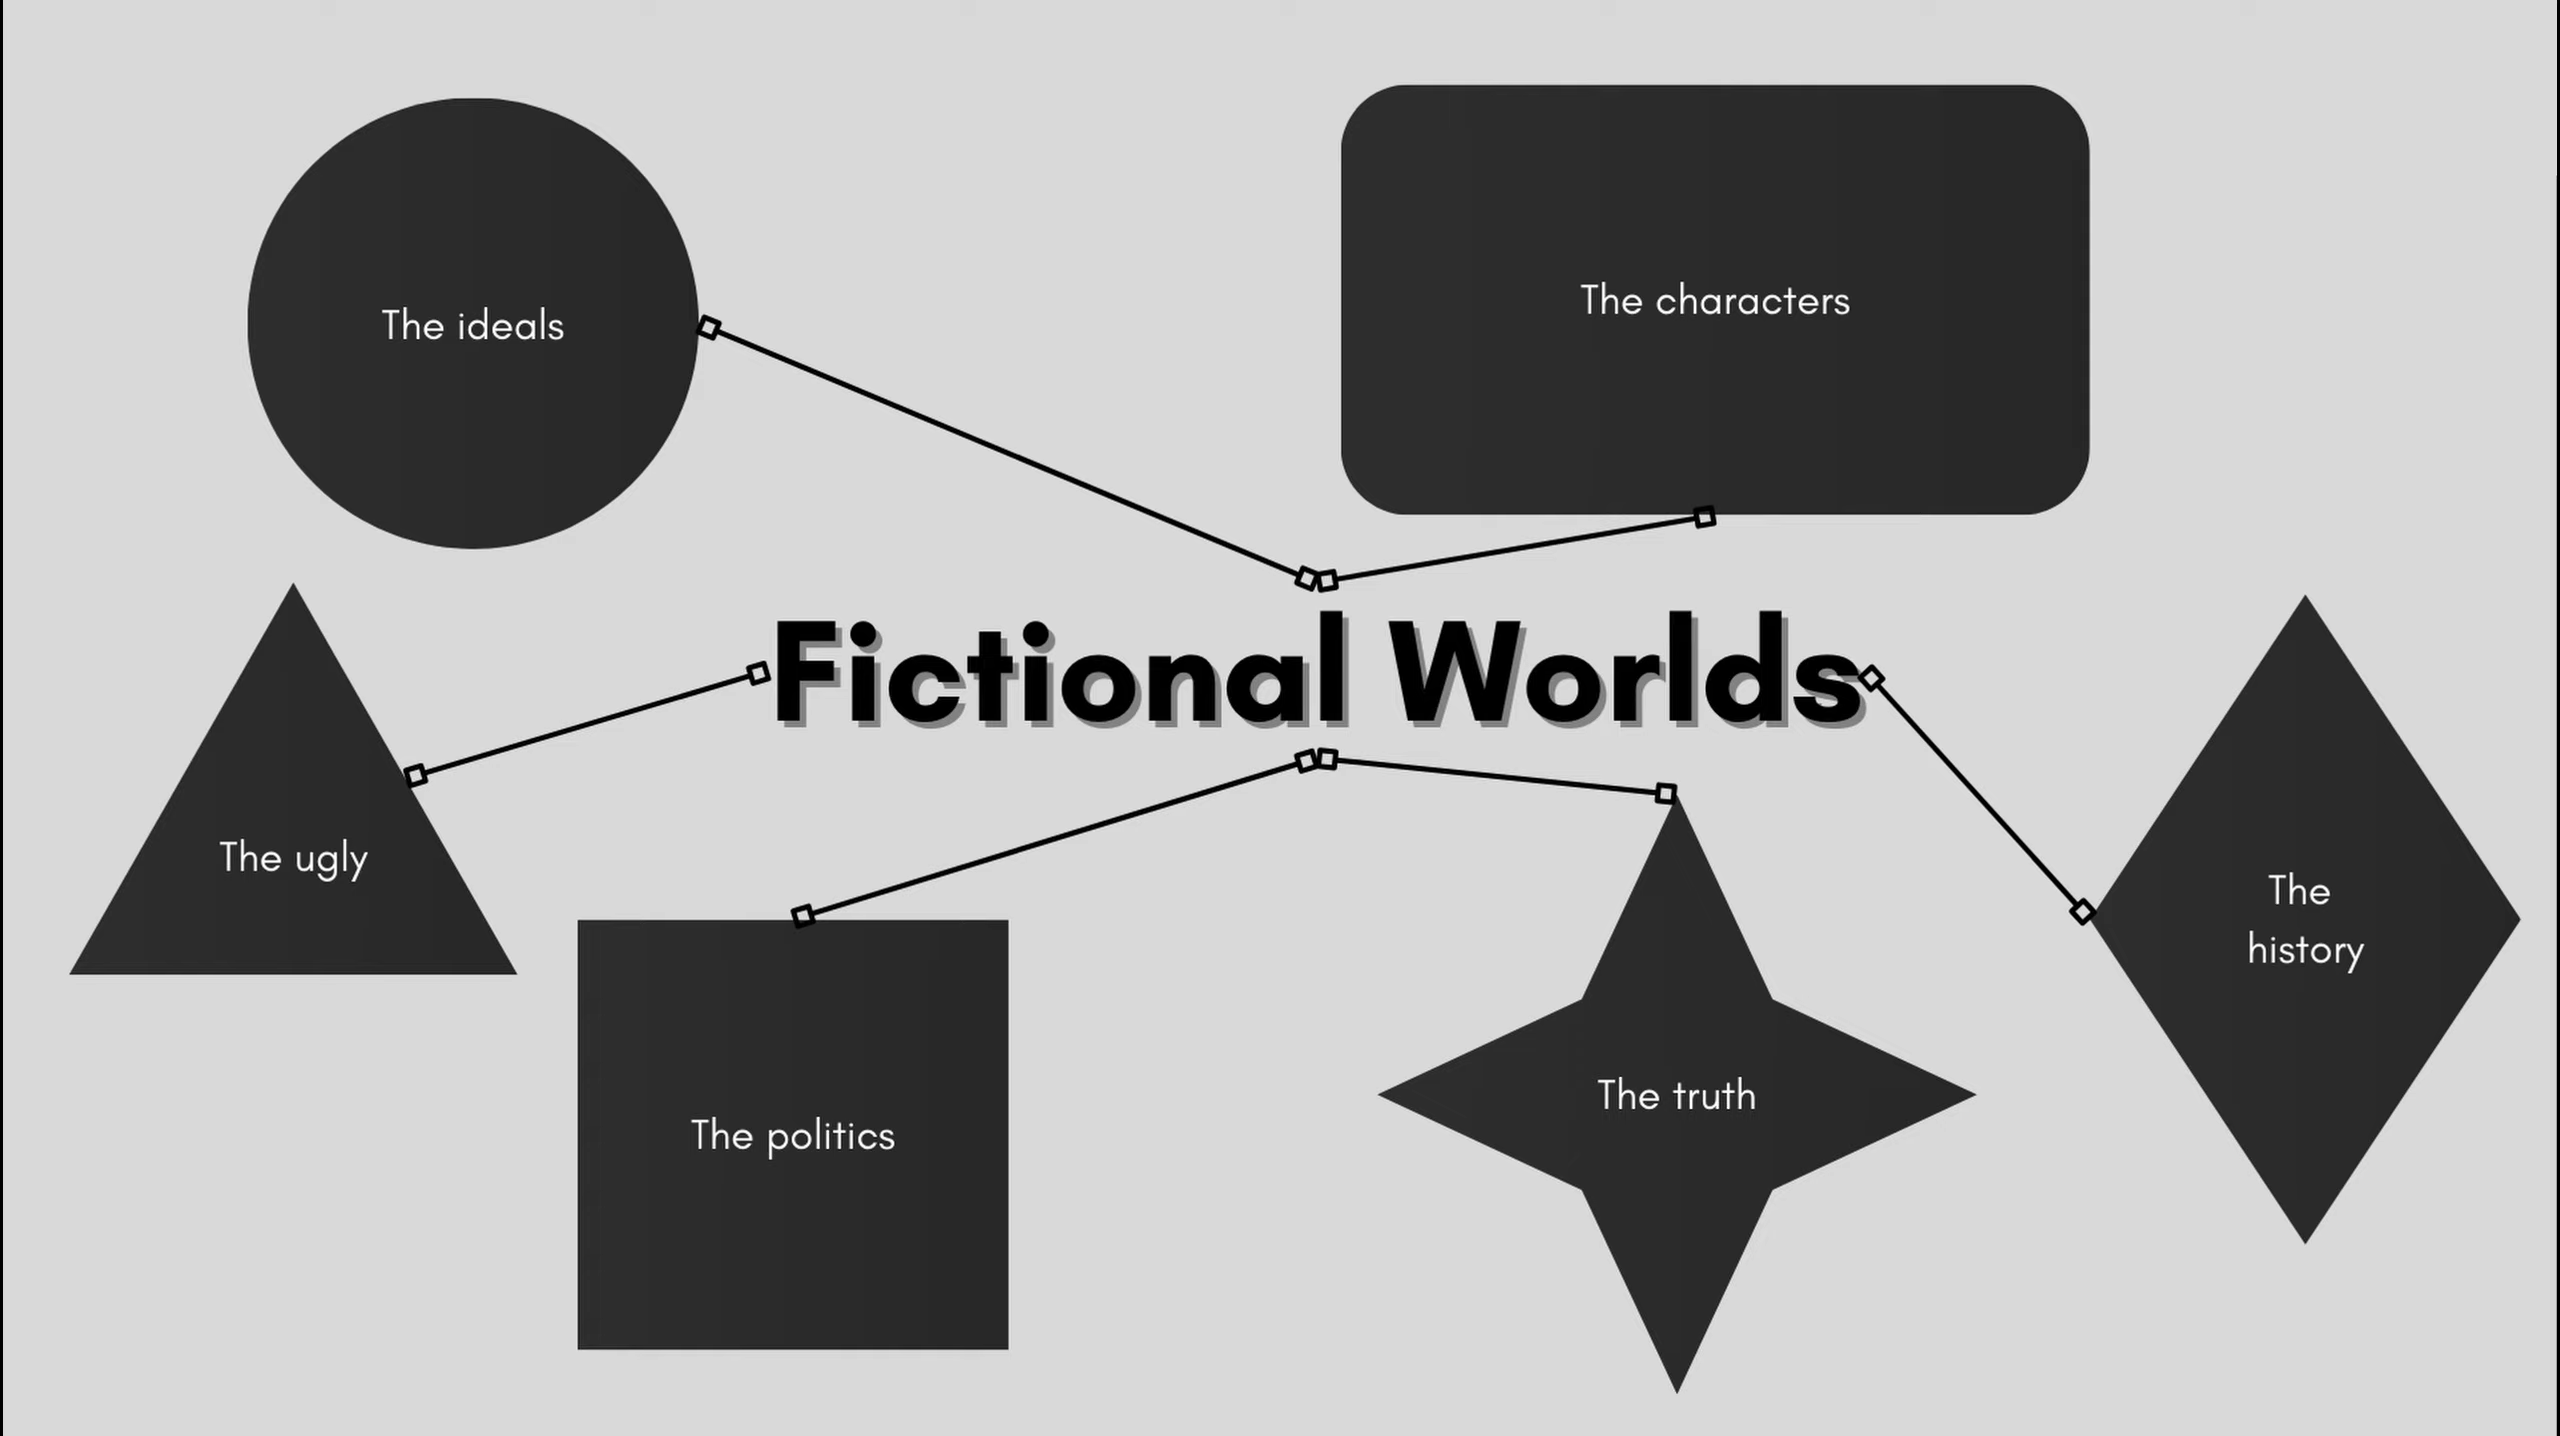 The ideals
The characters
Fictional Worlds
The ugly
The
history
The politics
The truth